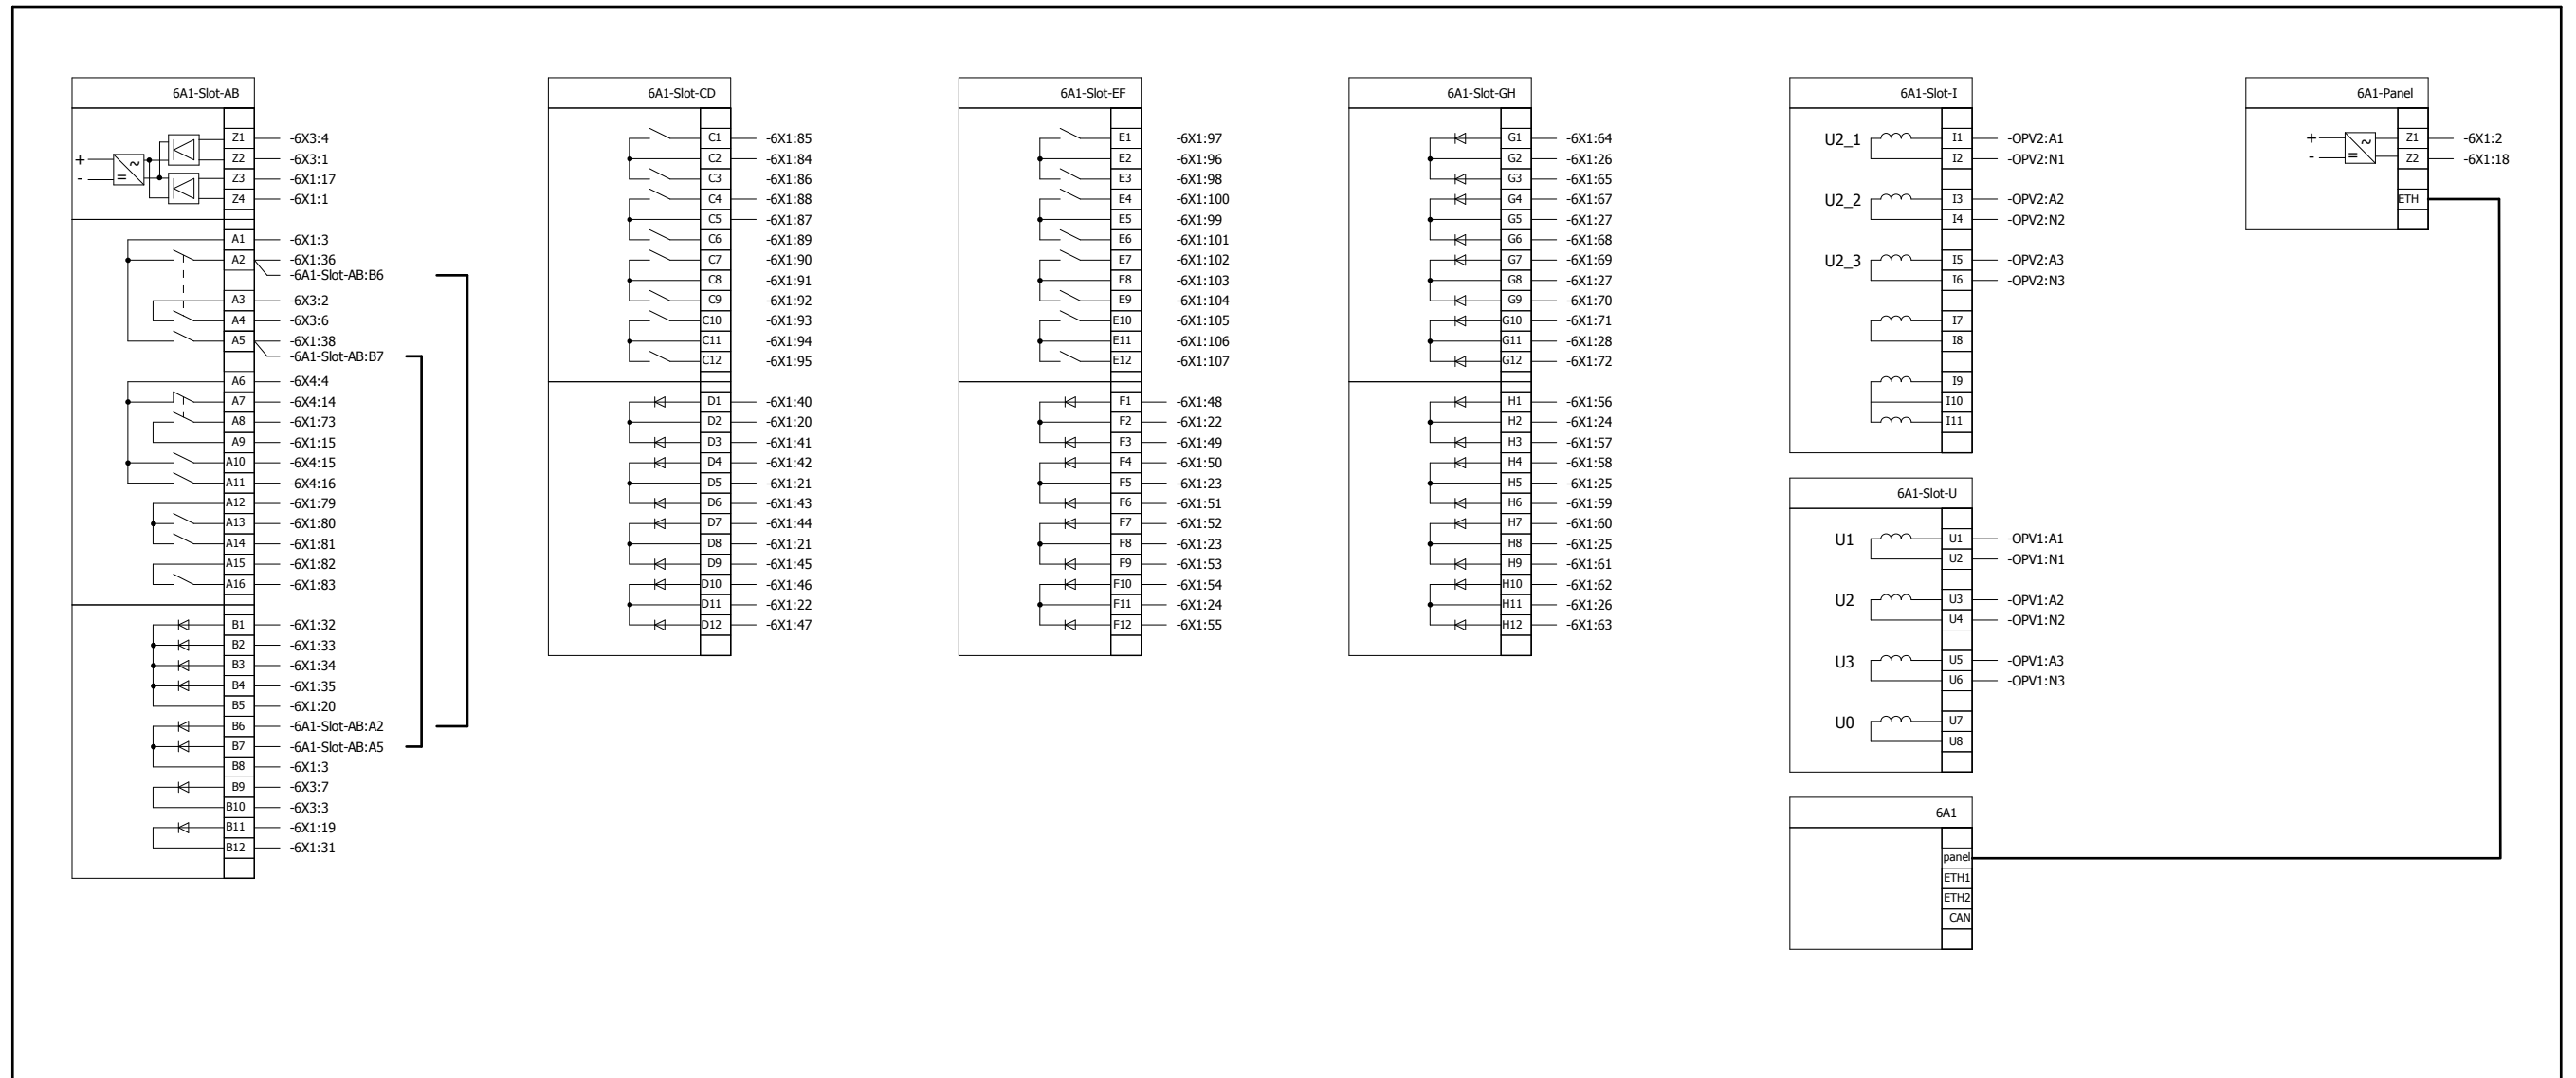 6A1-Slot-AB
+
-
~
=
Z1 -6X3:4
Z2 -6X3:1
Z3 -6X1:17
Z4 -6X1:1
A1 -6X1:3
A2 -6X1:36
-6A1-Slot-AB:B6
A3 -6X3:2
A4 -6X3:6
A5 -6X1:38
-6A1-Slot-AB:B7
A6 -6X4:4
A7 -6X4:14
A8 -6X1:73
A9 -6X1:15
A10 -6X4:15
A11 -6X4:16
A12 -6X1:79
A13 -6X1:80
A14 -6X1:81
A15 -6X1:82
A16 -6X1:83
B1 -6X1:32
B2 -6X1:33
B3 -6X1:34
B4 -6X1:35
B5 -6X1:20
B6 -6A1-Slot-AB:A2
B7 -6A1-Slot-AB:A5
B8 -6X1:3
B9 -6X3:7
B10 -6X3:3
B11 -6X1:19
B12 -6X1:31
6A1-Slot-CD
C1 -6X1:85
C2 -6X1:84
C3 -6X1:86
C4 -6X1:88
C5 -6X1:87
C6 -6X1:89
C7 -6X1:90
C8 -6X1:91
C9 -6X1:92
C10 -6X1:93
C11 -6X1:94
C12 -6X1:95
D1 -6X1:40
D2 -6X1:20
D3 -6X1:41
D4 -6X1:42
D5 -6X1:21
D6 -6X1:43
D7 -6X1:44
D8 -6X1:21
D9 -6X1:45
D10 -6X1:46
D11 -6X1:22
D12 -6X1:47
6A1-Slot-EF
E1 -6X1:97
E2 -6X1:96
E3 -6X1:98
E4 -6X1:100
E5 -6X1:99
E6 -6X1:101
E7 -6X1:102
E8 -6X1:103
E9 -6X1:104
E10 -6X1:105
E11 -6X1:106
E12 -6X1:107
F1 -6X1:48
F2 -6X1:22
F3 -6X1:49
F4 -6X1:50
F5 -6X1:23
F6 -6X1:51
F7 -6X1:52
F8 -6X1:23
F9 -6X1:53
F10 -6X1:54
F11 -6X1:24
F12 -6X1:55
6A1-Slot-GH
G1 -6X1:64
G2 -6X1:26
G3 -6X1:65
G4 -6X1:67
G5 -6X1:27
G6 -6X1:68
G7 -6X1:69
G8 -6X1:27
G9 -6X1:70
G10 -6X1:71
G11 -6X1:28
G12 -6X1:72
H1 -6X1:56
H2 -6X1:24
H3 -6X1:57
H4 -6X1:58
H5 -6X1:25
H6 -6X1:59
H7 -6X1:60
H8 -6X1:25
H9 -6X1:61
H10 -6X1:62
H11 -6X1:26
H12 -6X1:63
6A1-Slot-I
U2_1 I1 -OPV2:A1
I2 -OPV2:N1
U2_2 I3 -OPV2:A2
I4 -OPV2:N2
U2_3 I5 -OPV2:A3
I6 -OPV2:N3
I7
I8
I9
I10
I11
6A1-Slot-U
U1 U1 -OPV1:A1
U2 -OPV1:N1
U2 U3 -OPV1:A2
U4 -OPV1:N2
U3 U5 -OPV1:A3
U6 -OPV1:N3
U0 U7
U8
6A1
panel
ETH1
ETH2
CAN
6A1-Panel
+
-
~
=
Z1 -6X1:2
Z2 -6X1:18
ETH